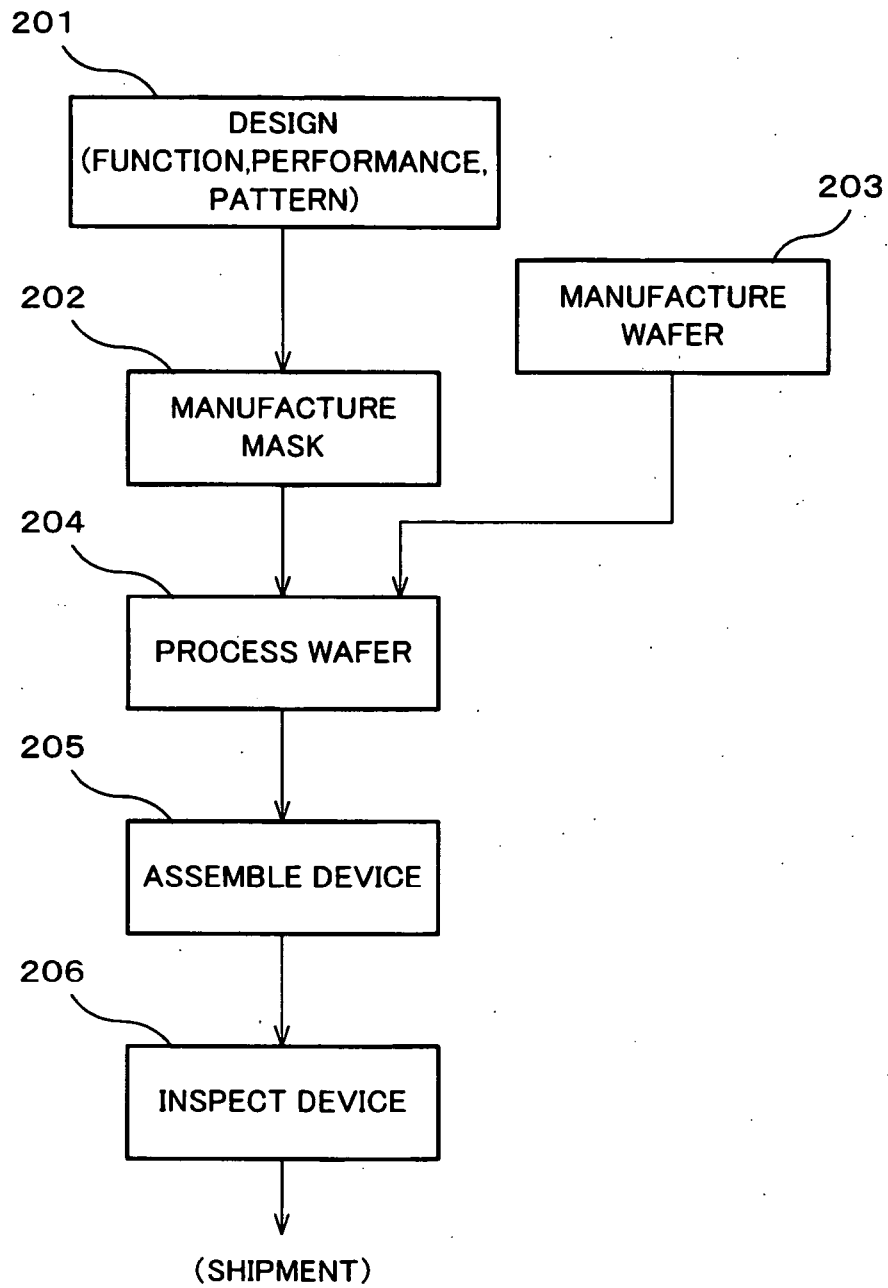 201
DESIGN
(FUNCTION,PERFORMANCE,
PATTERN)
203
MANUFACTURE
WAFER
202
MANUFACTURE
MASK
204
PROCESS WAFER
205
ASSEMBLE DEVICE
206
INSPECT DEVICE
(SHIPMENT)